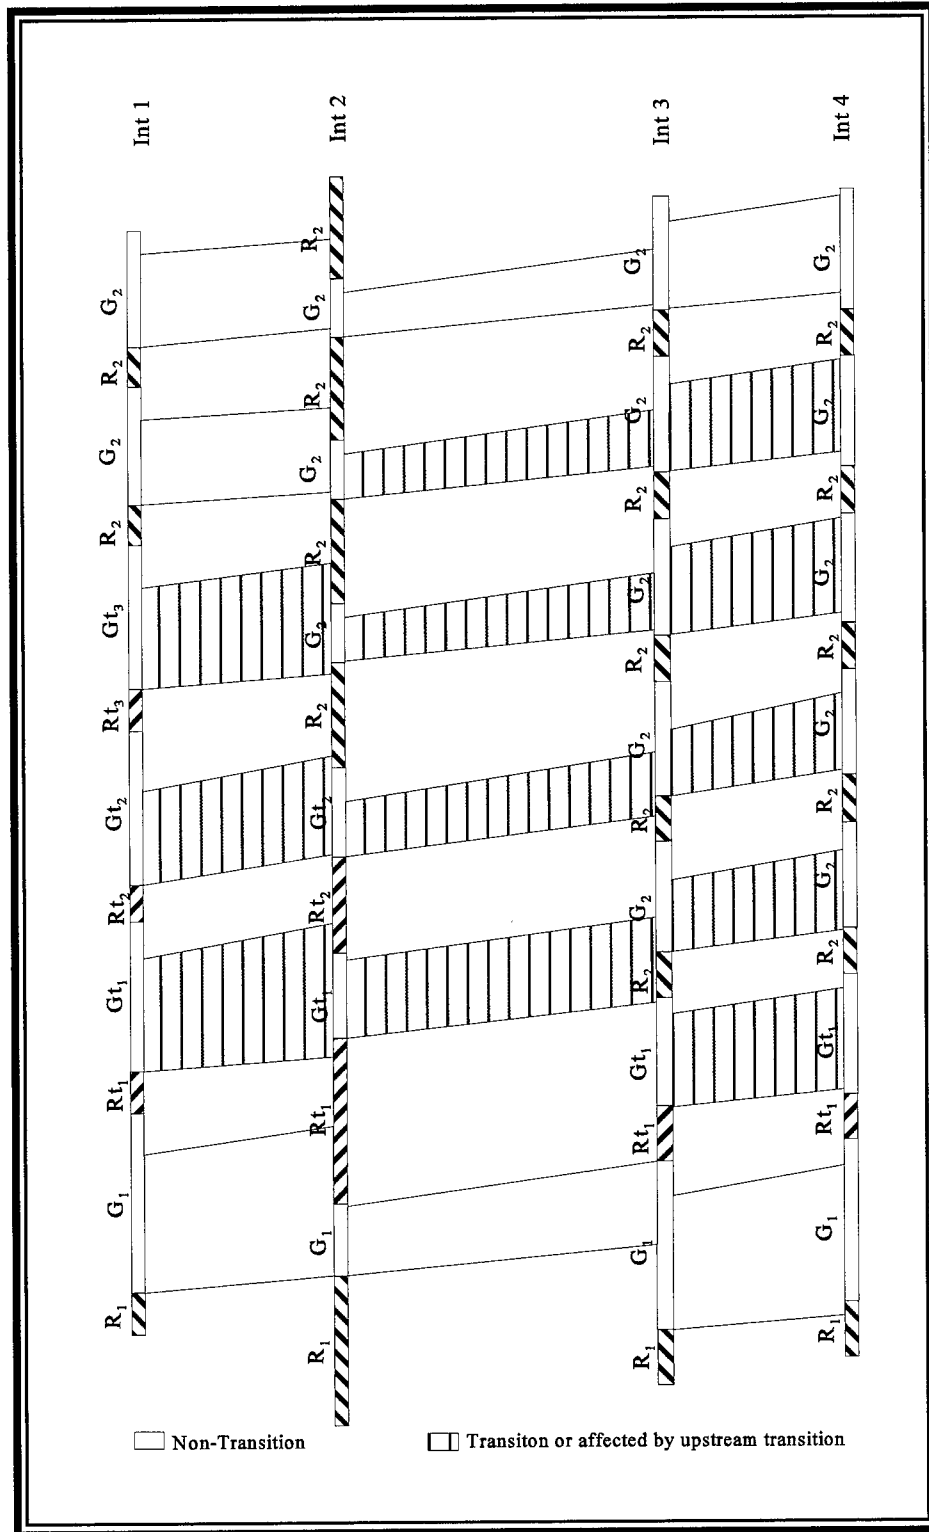 R₁ G₁ Rt₁ Gt₁ Rt₂ Gt₂ Rt₃ Gt₃ R₂ G₂ R₂ G₂ Int 1
R₁ G₁ Rt₁ Gt₁ Rt₂ Gt₂ R₂ G₂ R₂ G₂ R₂ G₂ R₂ Int 2
R₁ G₁ Rt₁ Gt₁ R₂ G₂ R₂ G₂ R₂ G₂ R₂ G₂ R₂ G₂ Int 3
R₁ G₁ Rt₁ Gt₁ R₂ G₂ R₂ G₂ R₂ G₂ R₂ G₂ R₂ G₂ Int 4
Non-Transition
Transiton or affected by upstream transition